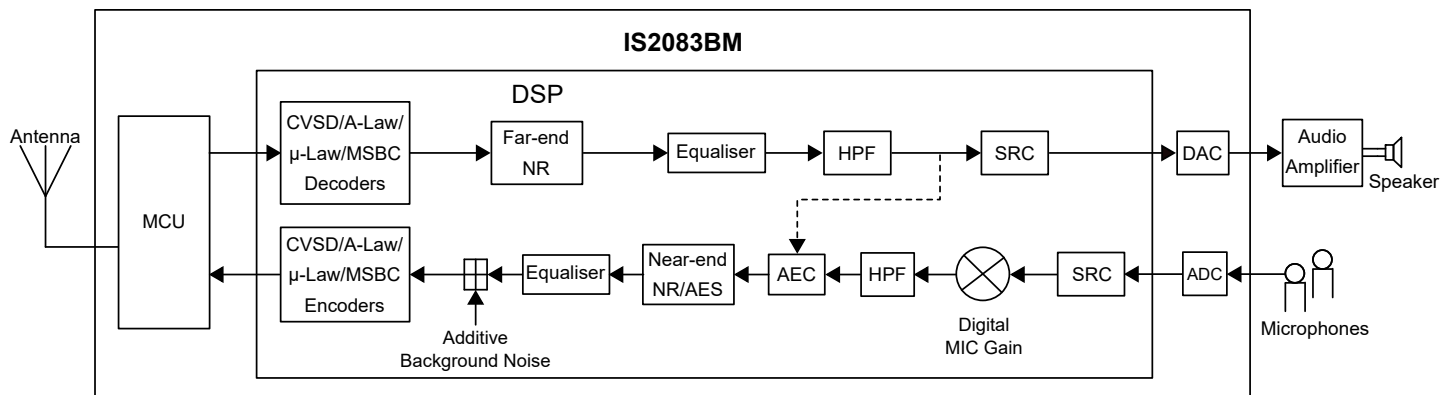 IS2083BM
DSP
Antenna
MCU
CVSD/A-Law/
μ-Law/MSBC
Decoders
Far-end
NR
Equaliser
HPF
SRC
DAC
Audio
Amplifier
Speaker
CVSD/A-Law/
μ-Law/MSBC
Encoders
Additive
Background Noise
Equaliser
Near-end
NR/AES
AEC
HPF
Digital
MIC Gain
SRC
ADC
Microphones